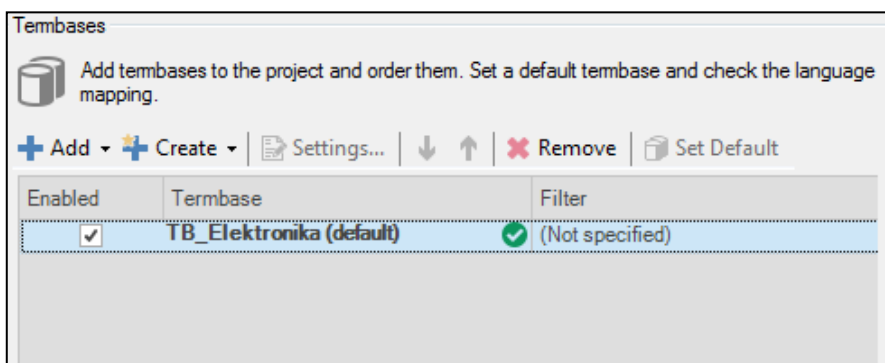 Termbases
Add termbases to the project and order them. Set a default termbase and check the language
mapping.
Add Create Settings... Remove Set Default
Enabled Termbase Filter
TB_Elektronika (default) (Not specified)